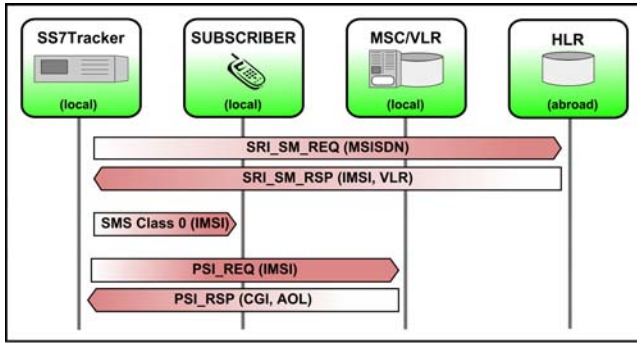 SS7Tracker
(local)
SUBSCRIBER
(local)
MSC/VLR
(local)
HLR
(abroad)
SRI_SM_REQ (MSISDN)
SRI_SM_RSP (IMSI, VLR)
SMS Class 0 (IMSI)
PSI_REQ (IMSI)
PSI_RSP (CGI, AOL)